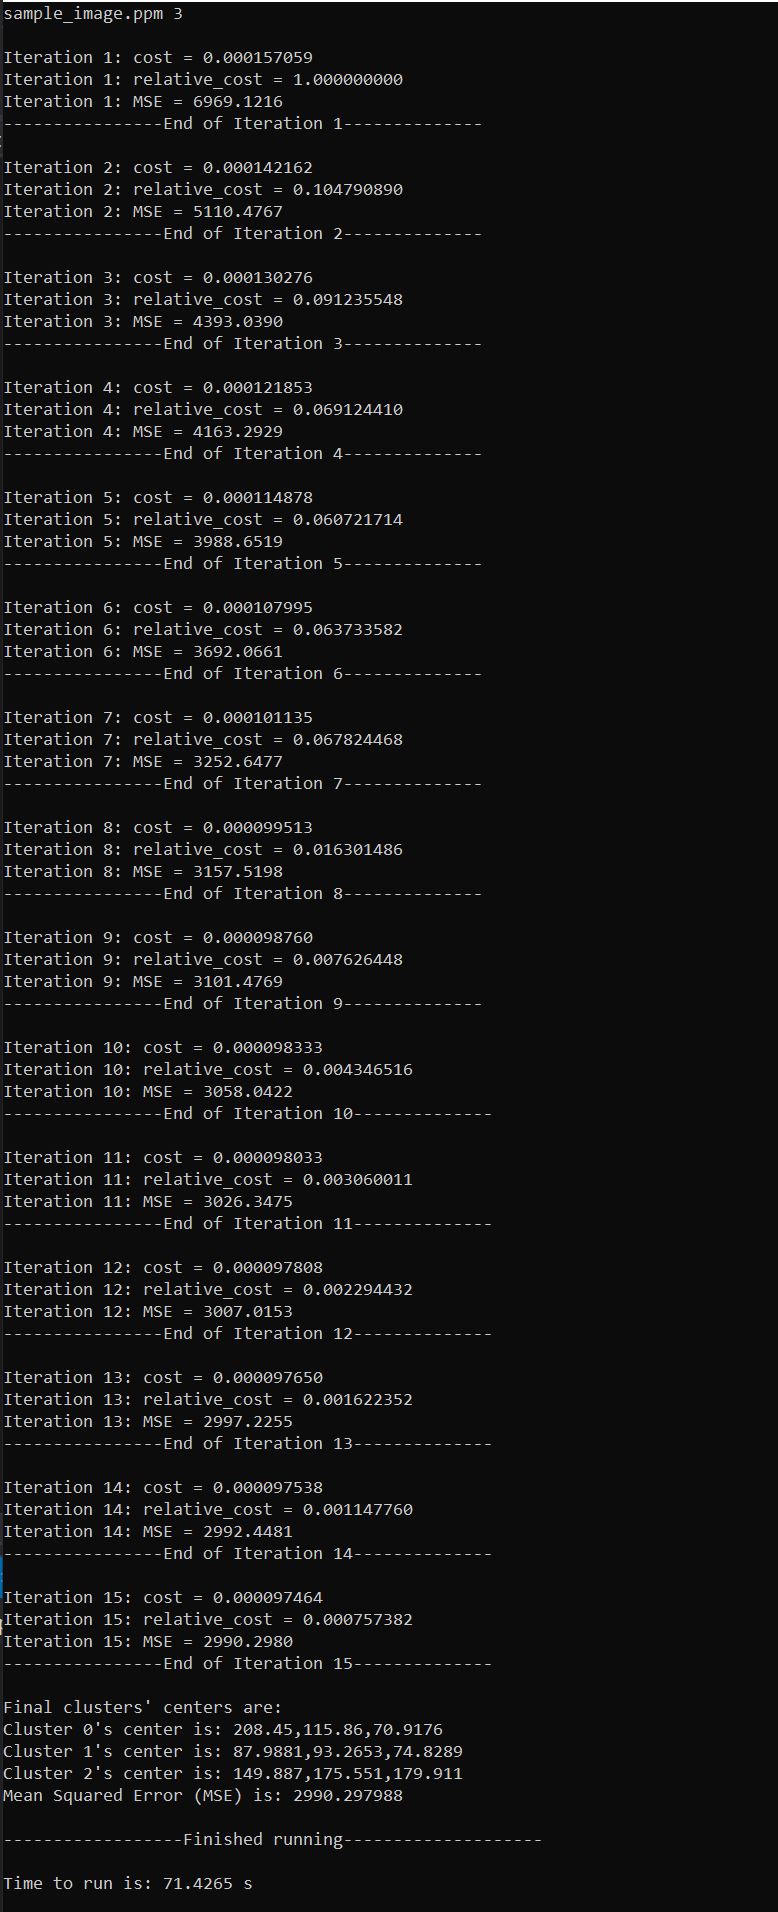 sample_image.ppm 3
Iteration 1: cost = 0.000157059
Iteration 1: relative_cost = 1.000000000
Iteration 1: MSE = 6969.1216
----------------End of Iteration 1--------------
Iteration 2: cost = 0.000142162
Iteration 2: relative_cost = 0.104790890
Iteration 2: MSE = 5110.4767
----------------End of Iteration 2--------------
Iteration 3: cost = 0.000130276
Iteration 3: relative_cost = 0.091235548
Iteration 3: MSE = 4393.0390
----------------End of Iteration 3--------------
Iteration 4: cost = 0.000121853
Iteration 4: relative_cost = 0.069124410
Iteration 4: MSE = 4163.2929
----------------End of Iteration 4--------------
Iteration 5: cost = 0.000114878
Iteration 5: relative_cost = 0.060721714
Iteration 5: MSE = 3988.6519
----------------End of Iteration 5--------------
Iteration 6: cost = 0.000107995
Iteration 6: relative_cost = 0.063733582
Iteration 6: MSE = 3692.0661
----------------End of Iteration 6--------------
Iteration 7: cost = 0.000101135
Iteration 7: relative_cost = 0.067824468
Iteration 7: MSE = 3252.6477
----------------End of Iteration 7--------------
Iteration 8: cost = 0.000099513
Iteration 8: relative_cost = 0.016301486
Iteration 8: MSE = 3157.5198
----------------End of Iteration 8--------------
Iteration 9: cost = 0.000098760
Iteration 9: relative_cost = 0.007626448
Iteration 9: MSE = 3101.4769
----------------End of Iteration 9--------------
Iteration 10: cost = 0.000098333
Iteration 10: relative_cost = 0.004346516
Iteration 10: MSE = 3058.0422
----------------End of Iteration 10--------------
Iteration 11: cost = 0.000098033
Iteration 11: relative_cost = 0.003060011
Iteration 11: MSE = 3026.3475
----------------End of Iteration 11--------------
Iteration 12: cost = 0.000097808
Iteration 12: relative_cost = 0.002294432
Iteration 12: MSE = 3007.0153
----------------End of Iteration 12--------------
Iteration 13: cost = 0.000097650
Iteration 13: relative_cost = 0.001622352
Iteration 13: MSE = 2997.2255
----------------End of Iteration 13--------------
Iteration 14: cost = 0.000097538
Iteration 14: relative_cost = 0.001147760
Iteration 14: MSE = 2992.4481
----------------End of Iteration 14--------------
Iteration 15: cost = 0.000097464
Iteration 15: relative_cost = 0.000757382
Iteration 15: MSE = 2990.2980
----------------End of Iteration 15--------------
Final clusters' centers are:
Cluster 0's center is: 208.45,115.86,70.9176
Cluster 1's center is: 87.9881,93.2653,74.8289
Cluster 2's center is: 149.887,175.551,179.911
Mean Squared Error (MSE) is: 2990.297988
------------------Finished running--------------------
Time to run is: 71.4265 s